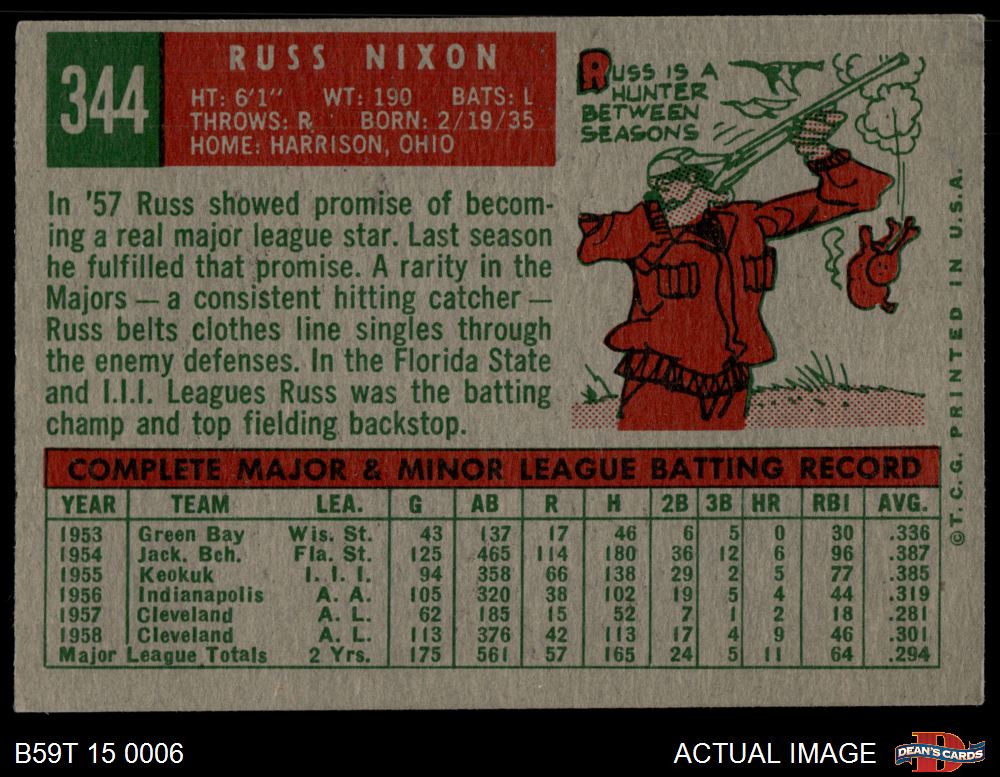 344
RUSS NIXON
HT: 6'1" WT: 190 BATS: L
THROWS: R BORN: 2/19/35
HOME: HARRISON, OHIO
RUSS IS A
HUNTER
BETWEEN
SEASONS
In '57 Russ showed promise of becom-
ing a real major league star. Last season
he fulfilled that promise. A rarity in the
Majors — a consistent hitting catcher —
Russ belts clothes line singles through
the enemy defenses. In the Florida State
and I.I.I. Leagues Russ was the batting
champ and top fielding backstop.
© T. C. G. PRINTED IN U.S.A.
COMPLETE MAJOR & MINOR LEAGUE BATTING RECORD
YEAR TEAM LEA. G AB R H 2B 3B HR RBI AVG.
1953 Green Bay Wis. St. 43 137 17 46 6 5 0 30 .336
1954 Jack. Bch. Fla. St. 125 465 114 180 36 12 6 96 .387
1955 Keokuk I. I. I. 94 358 66 138 29 2 5 77 .385
1956 Indianapolis A. A. 105 320 38 102 19 5 4 44 .319
1957 Cleveland A. L. 62 185 15 52 7 1 2 18 .281
1958 Cleveland A. L. 113 376 42 113 17 4 9 46 .301
Major League Totals 2 Yrs. 175 561 57 165 24 5 11 64 .294
B59T 15 0006
ACTUAL IMAGE
DEAN'S CARDS